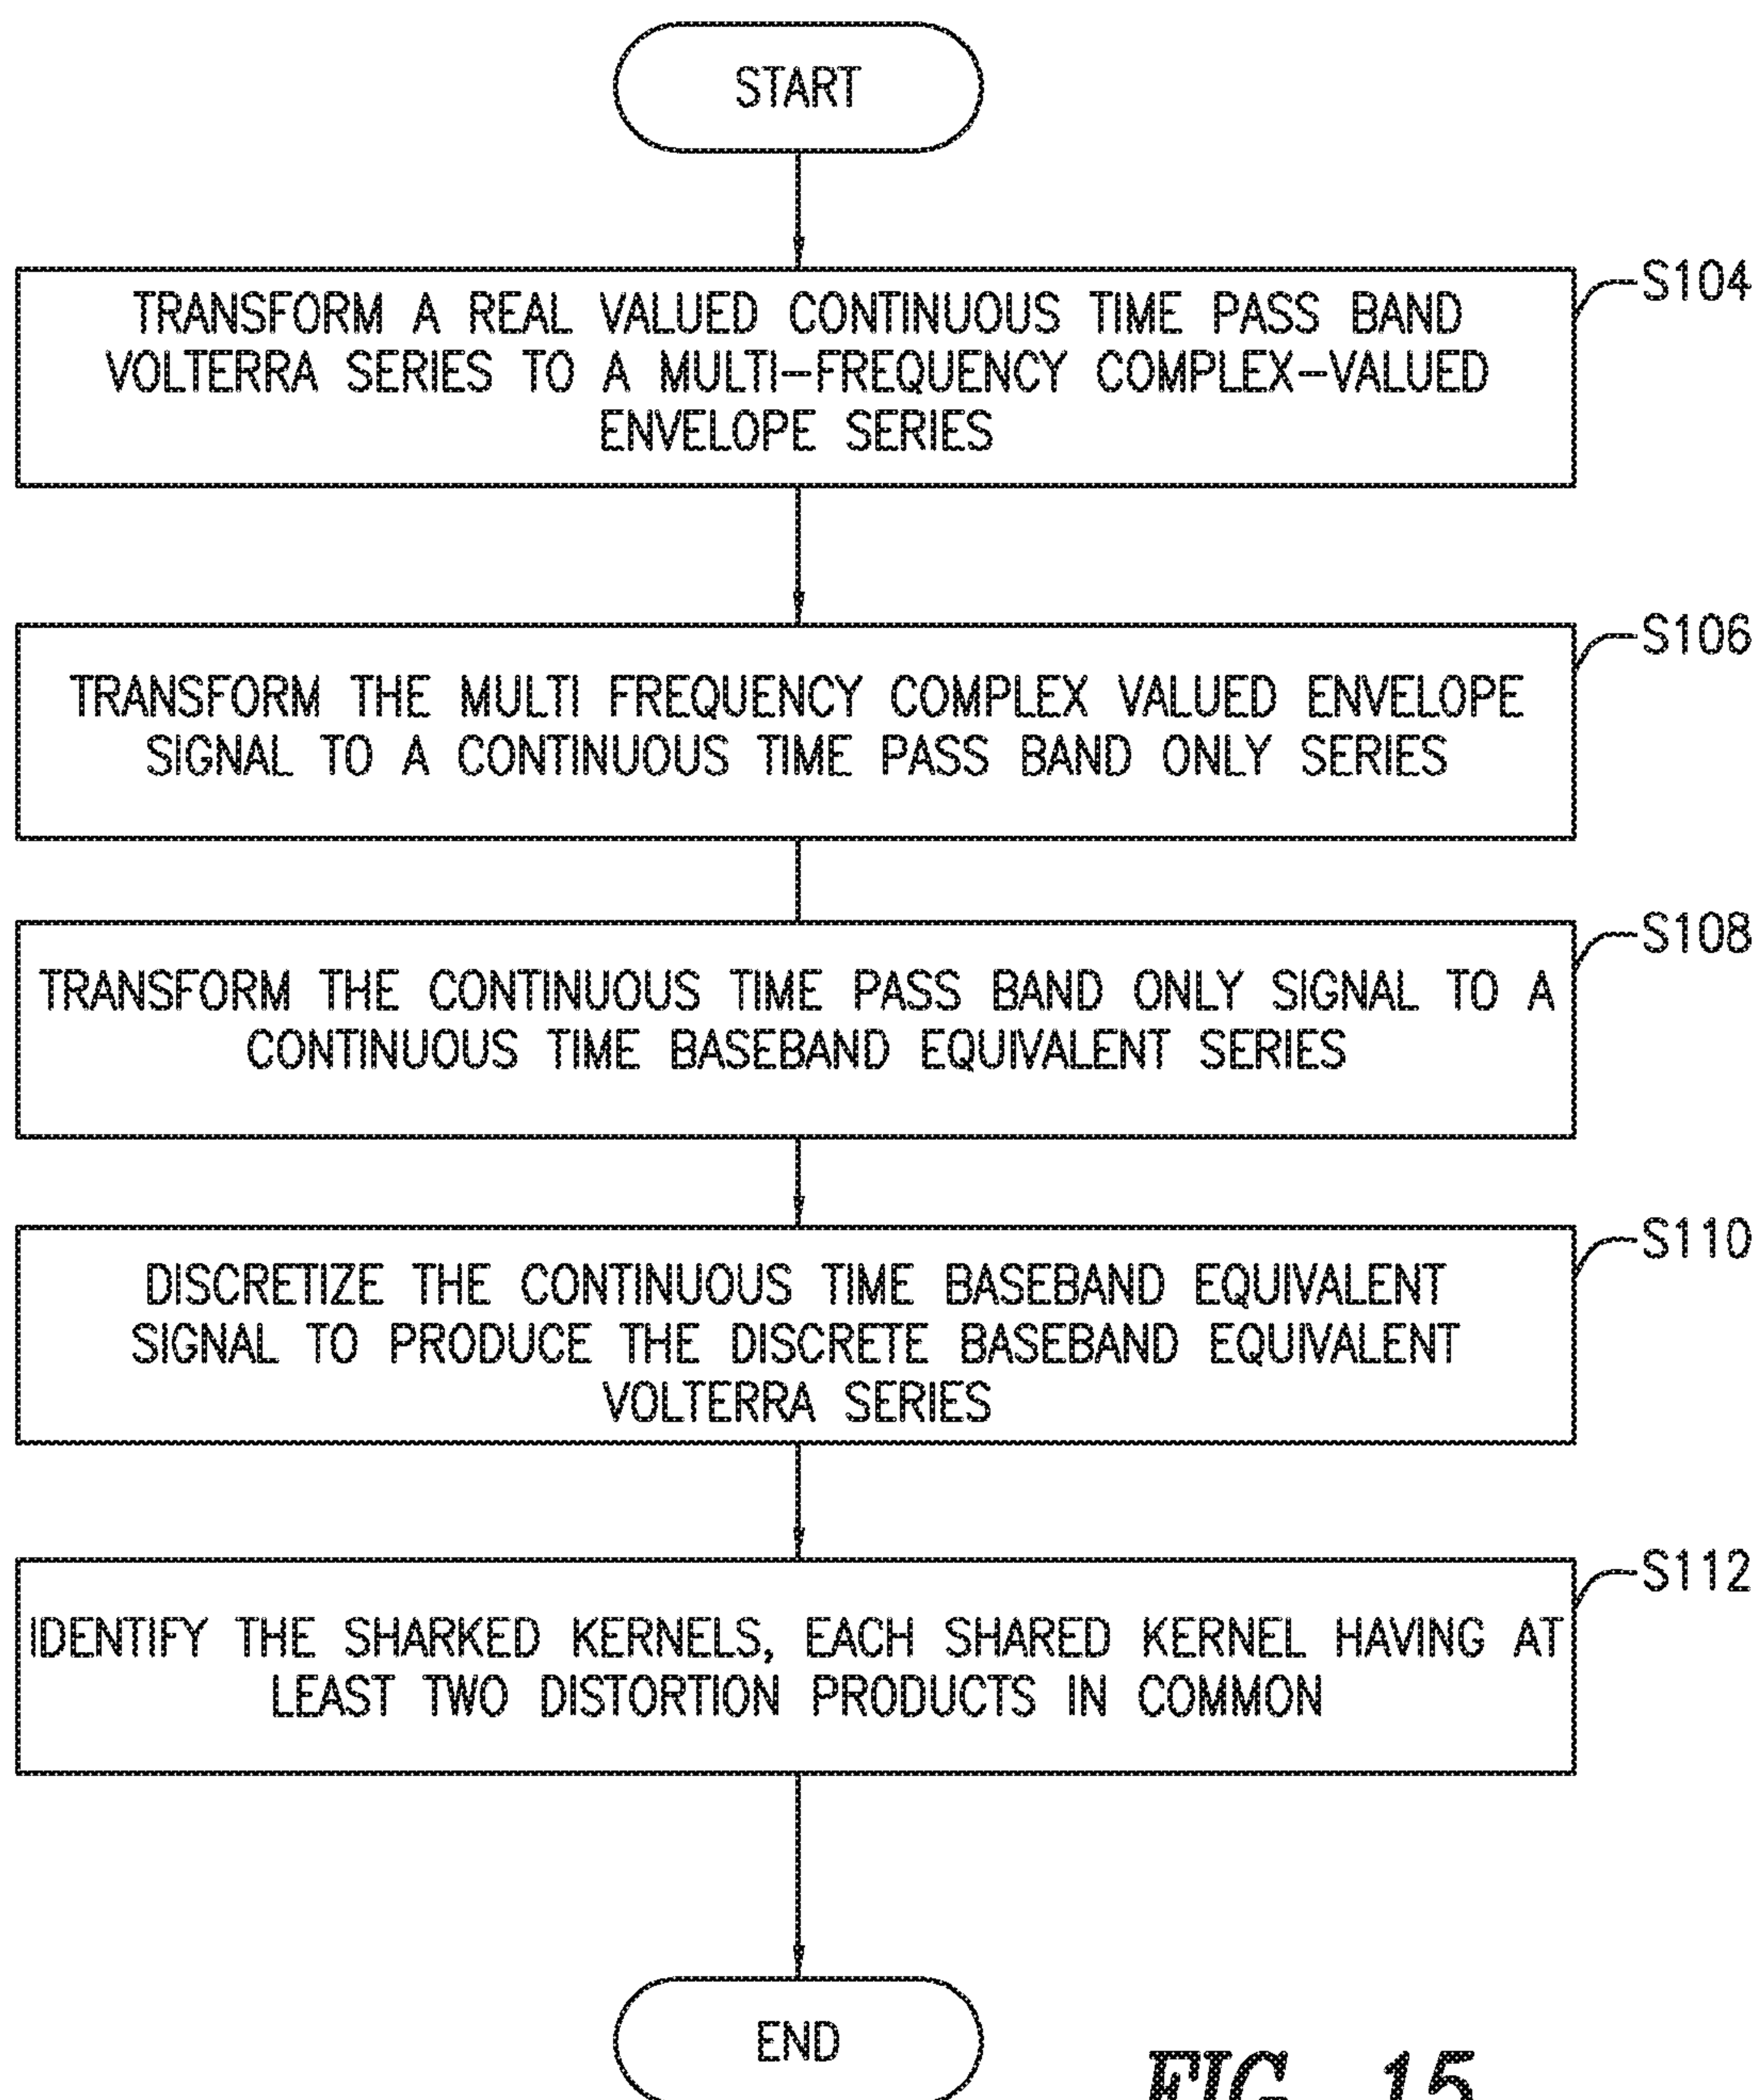 START
TRANSFORM A REAL VALUED CONTINUOUS TIME PASS BAND
VOLTERRA SERIES TO A MULTI-FREQUENCY COMPLEX-VALUED
ENVELOPE SERIES
S104
TRANSFORM THE MULTI FREQUENCY COMPLEX VALUED ENVELOPE
SIGNAL TO A CONTINUOUS TIME PASS BAND ONLY SERIES
S106
TRANSFORM THE CONTINUOUS TIME PASS BAND ONLY SIGNAL TO A
CONTINUOUS TIME BASEBAND EQUIVALENT SERIES
S108
DISCRETIZE THE CONTINUOUS TIME BASEBAND EQUIVALENT
SIGNAL TO PRODUCE THE DISCRETE BASEBAND EQUIVALENT
VOLTERRA SERIES
S110
IDENTIFY THE SHARKED KERNELS, EACH SHARED KERNEL HAVING AT
LEAST TWO DISTORTION PRODUCTS IN COMMON
S112
END
FIG. 15